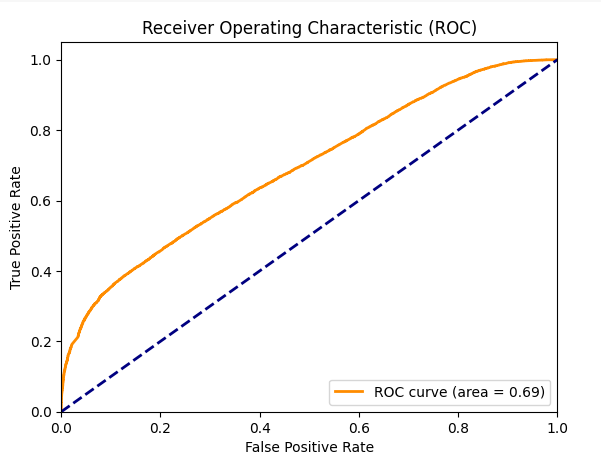 Receiver Operating Characteristic (ROC)
1.0
0.8
0.6
0.4
0.2
0.0
True Positive Rate
ROC curve (area = 0.69)
0.0 0.2 0.4 0.6 0.8 1.0
False Positive Rate